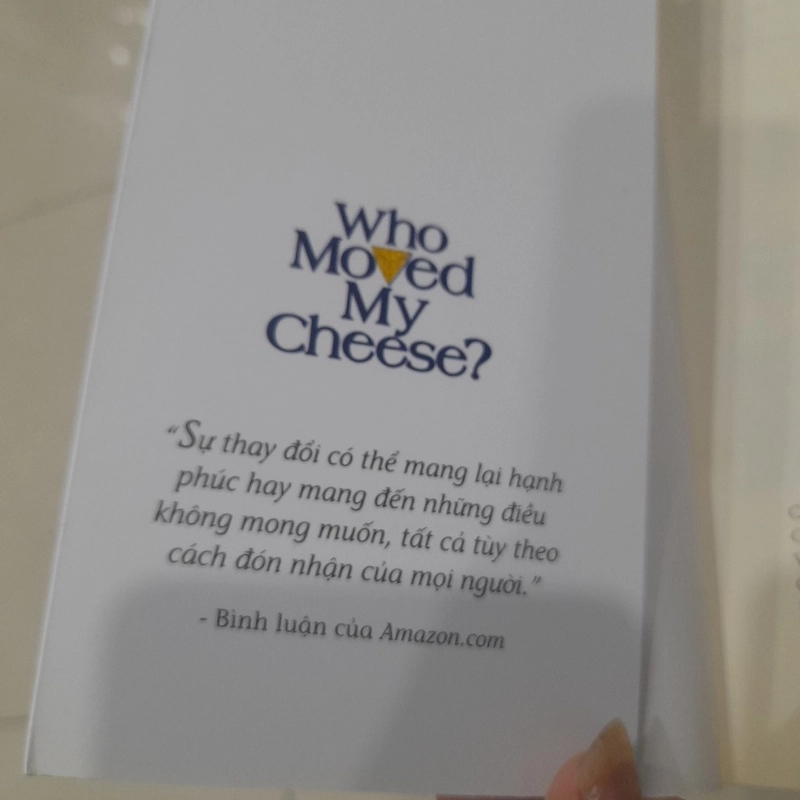 Who
Moved
My
Cheese?
“Sự thay đổi có thể mang lại hạnh
phúc hay mang đến những điều
không mong muốn, tất cả tùy theo
cách đón nhận của mọi người.”
- Bình luận của Amazon.com